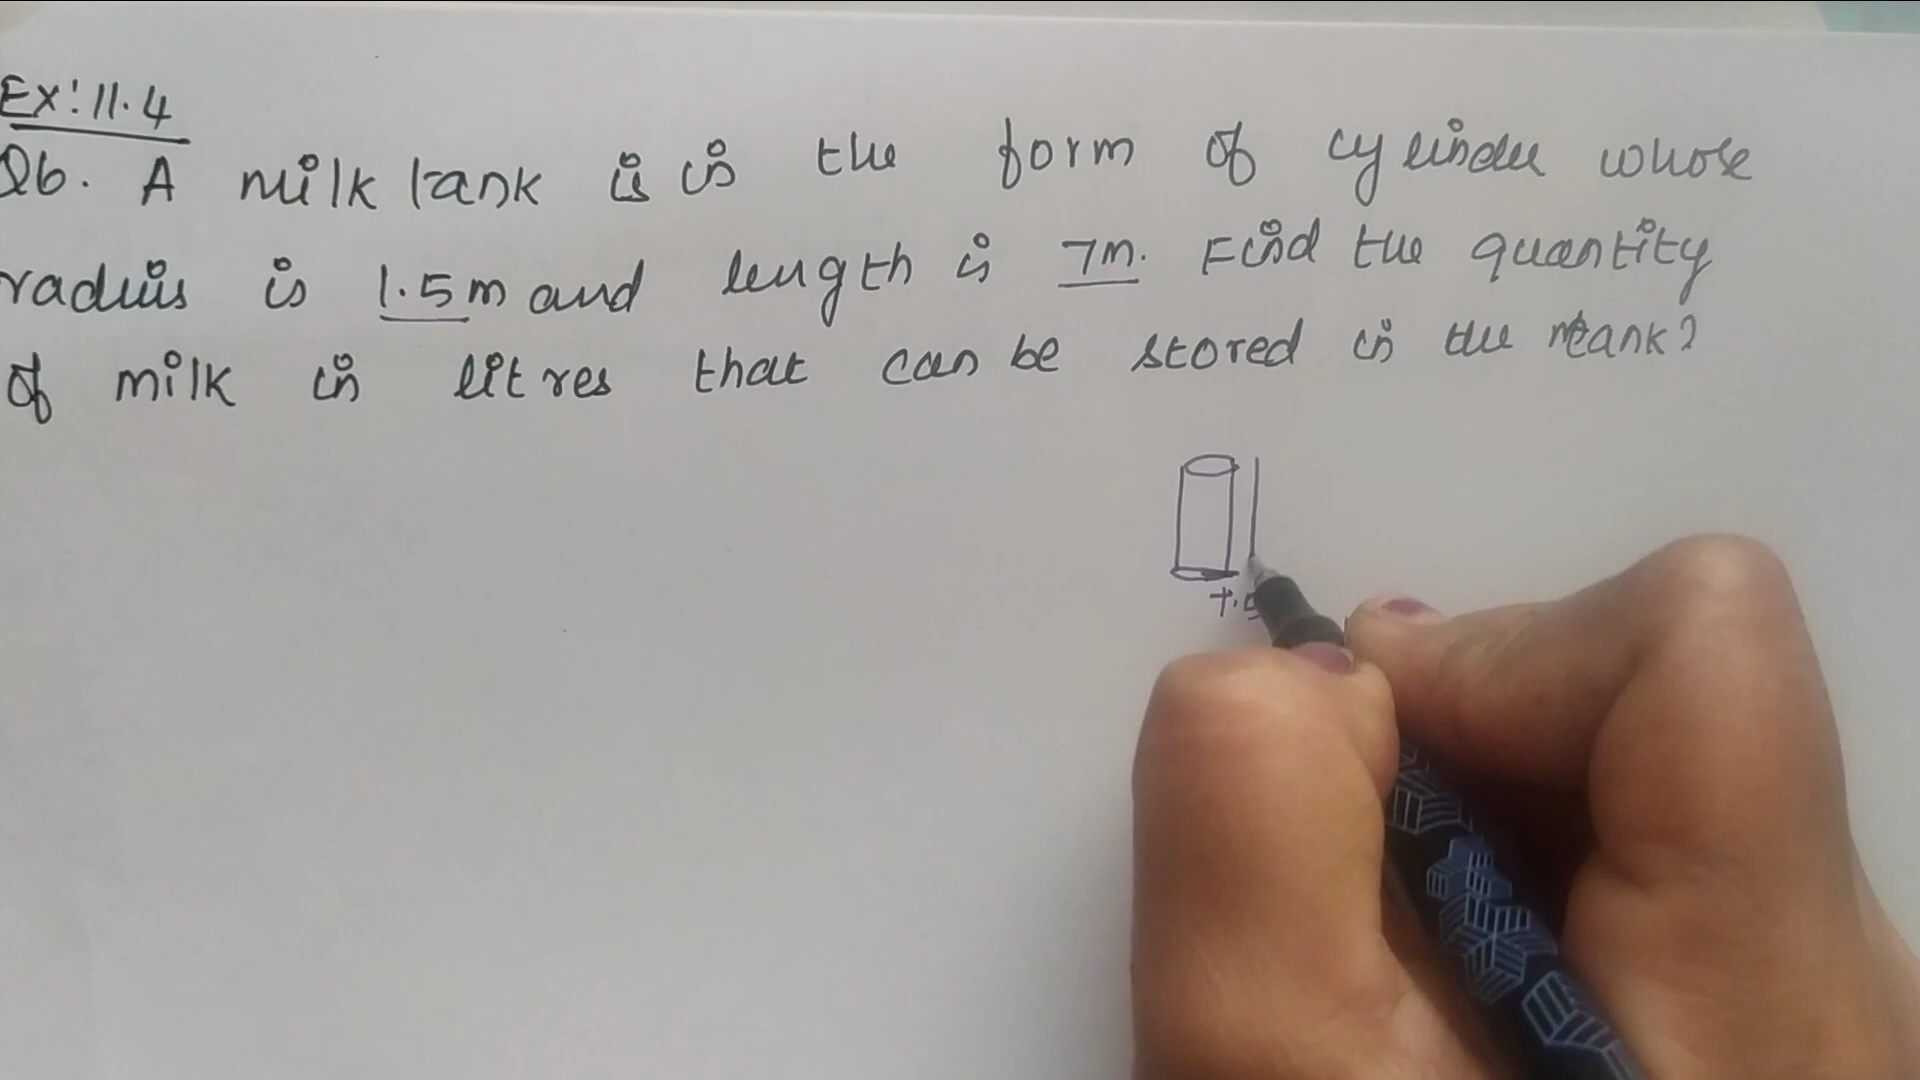 Ex: 11.4
Q6. A milk tank is in the form of cylinder whose
radius is 1.5m and length is 7m. Find the quantity
of milk in litres that can be stored in the tank?